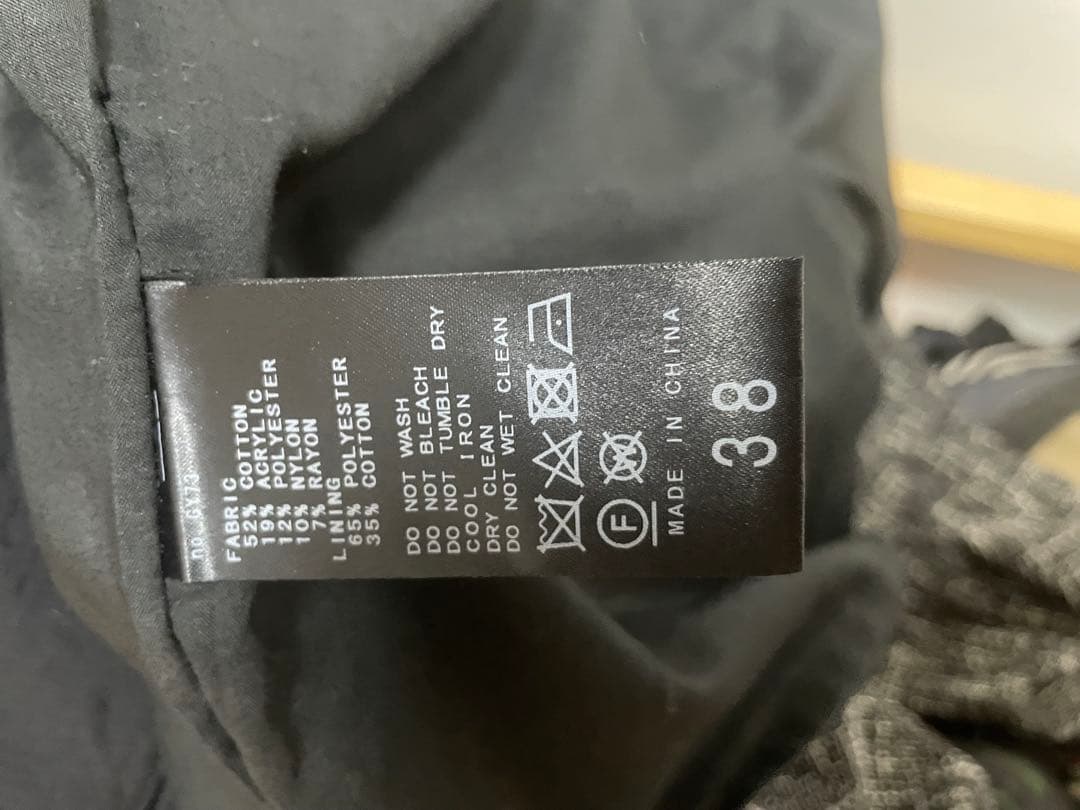 no.GX73
FABRIC
52% COTTON
19% ACRYLIC
12% POLYESTER
10% NYLON
7% RAYON
LINING
65% POLYESTER
35% COTTON
DO NOT WASH
DO NOT BLEACH
DO NOT TUMBLE DRY
COOL IRON
DRY CLEAN
DO NOT WET CLEAN
F W
MADE IN CHINA
38